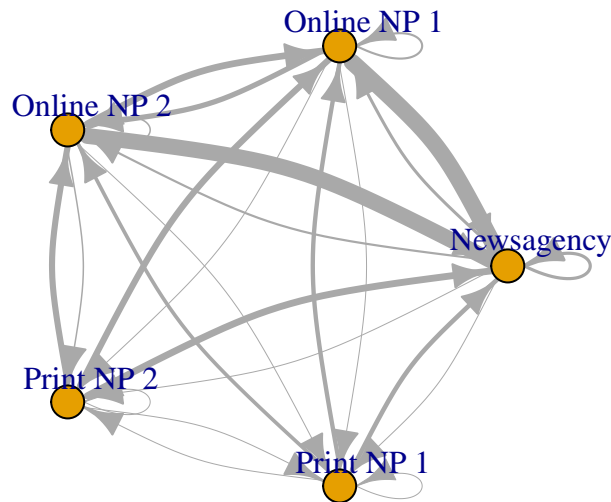 Online NP 1
Online NP 2
Newsagency
Print NP 2
Print NP 1